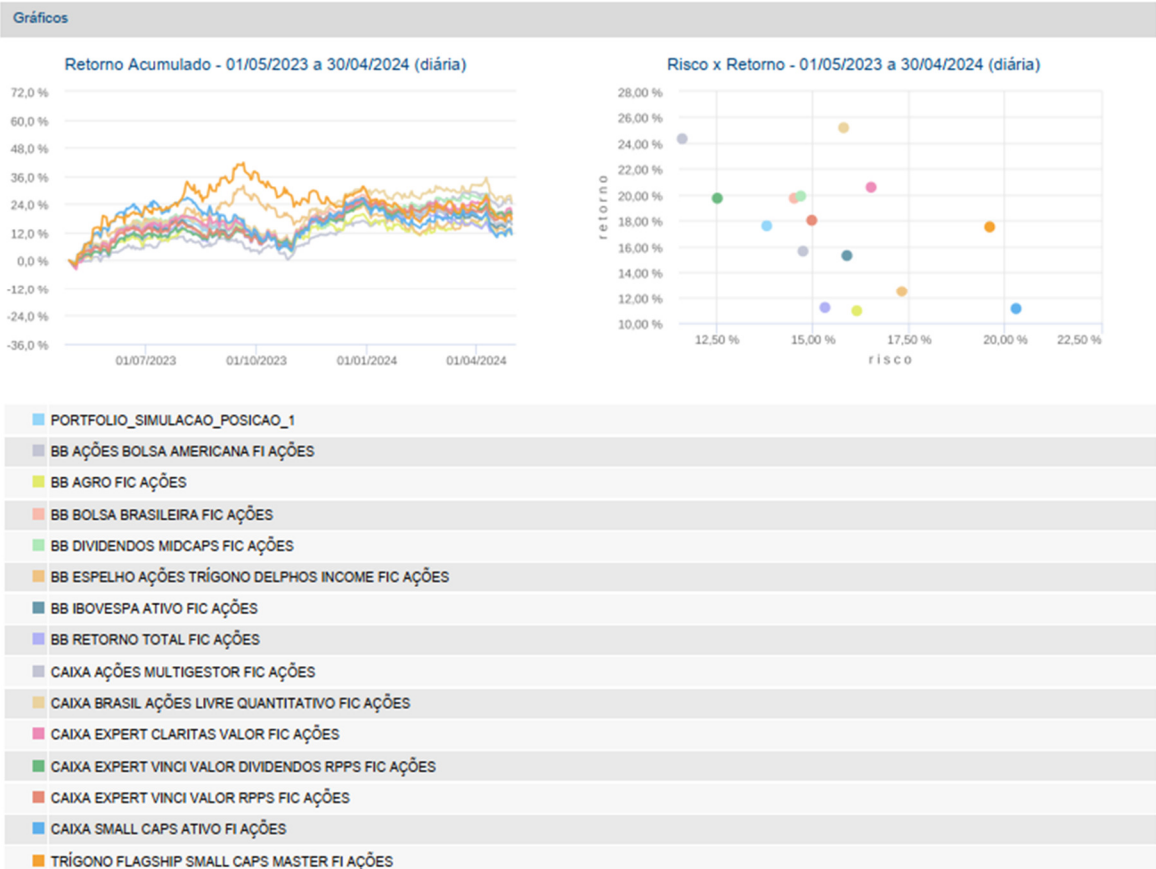 Gráficos
Retorno Acumulado - 01/05/2023 a 30/04/2024 (diária)
72,0 %
60,0 %
48,0 %
36,0 %
24,0 %
12,0 %
0,0 %
-12,0 %
-24,0 %
-36,0 %
01/07/2023 01/10/2023 01/01/2024 01/04/2024
Risco x Retorno - 01/05/2023 a 30/04/2024 (diária)
retorno
28,00 %
26,00 %
24,00 %
22,00 %
20,00 %
18,00 %
16,00 %
14,00 %
12,00 %
10,00 %
12,50 % 15,00 % 17,50 % 20,00 % 22,50 %
risco
PORTFOLIO_SIMULACAO_POSICAO_1
BB AÇÕES BOLSA AMERICANA FI AÇÕES
BB AGRO FIC AÇÕES
BB BOLSA BRASILEIRA FIC AÇÕES
BB DIVIDENDOS MIDCAPS FIC AÇÕES
BB ESPELHO AÇÕES TRÍGONO DELPHOS INCOME FIC AÇÕES
BB IBOVESPA ATIVO FIC AÇÕES
BB RETORNO TOTAL FIC AÇÕES
CAIXA AÇÕES MULTIGESTOR FIC AÇÕES
CAIXA BRASIL AÇÕES LIVRE QUANTITATIVO FIC AÇÕES
CAIXA EXPERT CLARITAS VALOR FIC AÇÕES
CAIXA EXPERT VINCI VALOR DIVIDENDOS RPPS FIC AÇÕES
CAIXA EXPERT VINCI VALOR RPPS FIC AÇÕES
CAIXA SMALL CAPS ATIVO FI AÇÕES
TRÍGONO FLAGSHIP SMALL CAPS MASTER FI AÇÕES